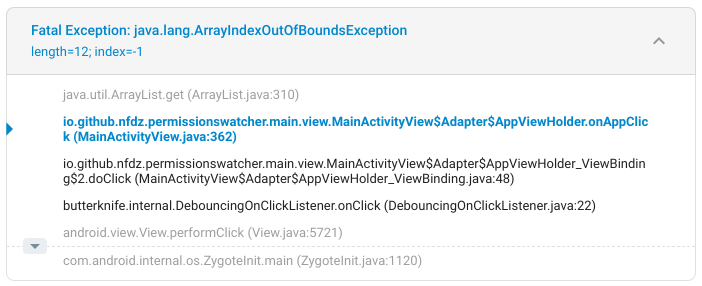 Fatal Exception: java.lang.ArrayIndexOutOfBoundsException
length=12; index=-1
java.util.ArrayList.get (ArrayList.java:310)
io.github.nfdz.permissionswatcher.main.view.MainActivityView$Adapter$AppViewHolder.onAppClic
k (MainActivityView.java:362)
io.github.nfdz.permissionswatcher.main.view.MainActivityView$Adapter$AppViewHolder_ViewBindin
g$2.doClick (MainActivityView$Adapter$AppViewHolder_ViewBinding.java:48)
butterknife.internal.DebouncingOnClickListener.onClick (DebouncingOnClickListener.java:22)
android.view.View.performClick (View.java:5721)
com.android.internal.os.ZygoteInit.main (ZygoteInit.java:1120)